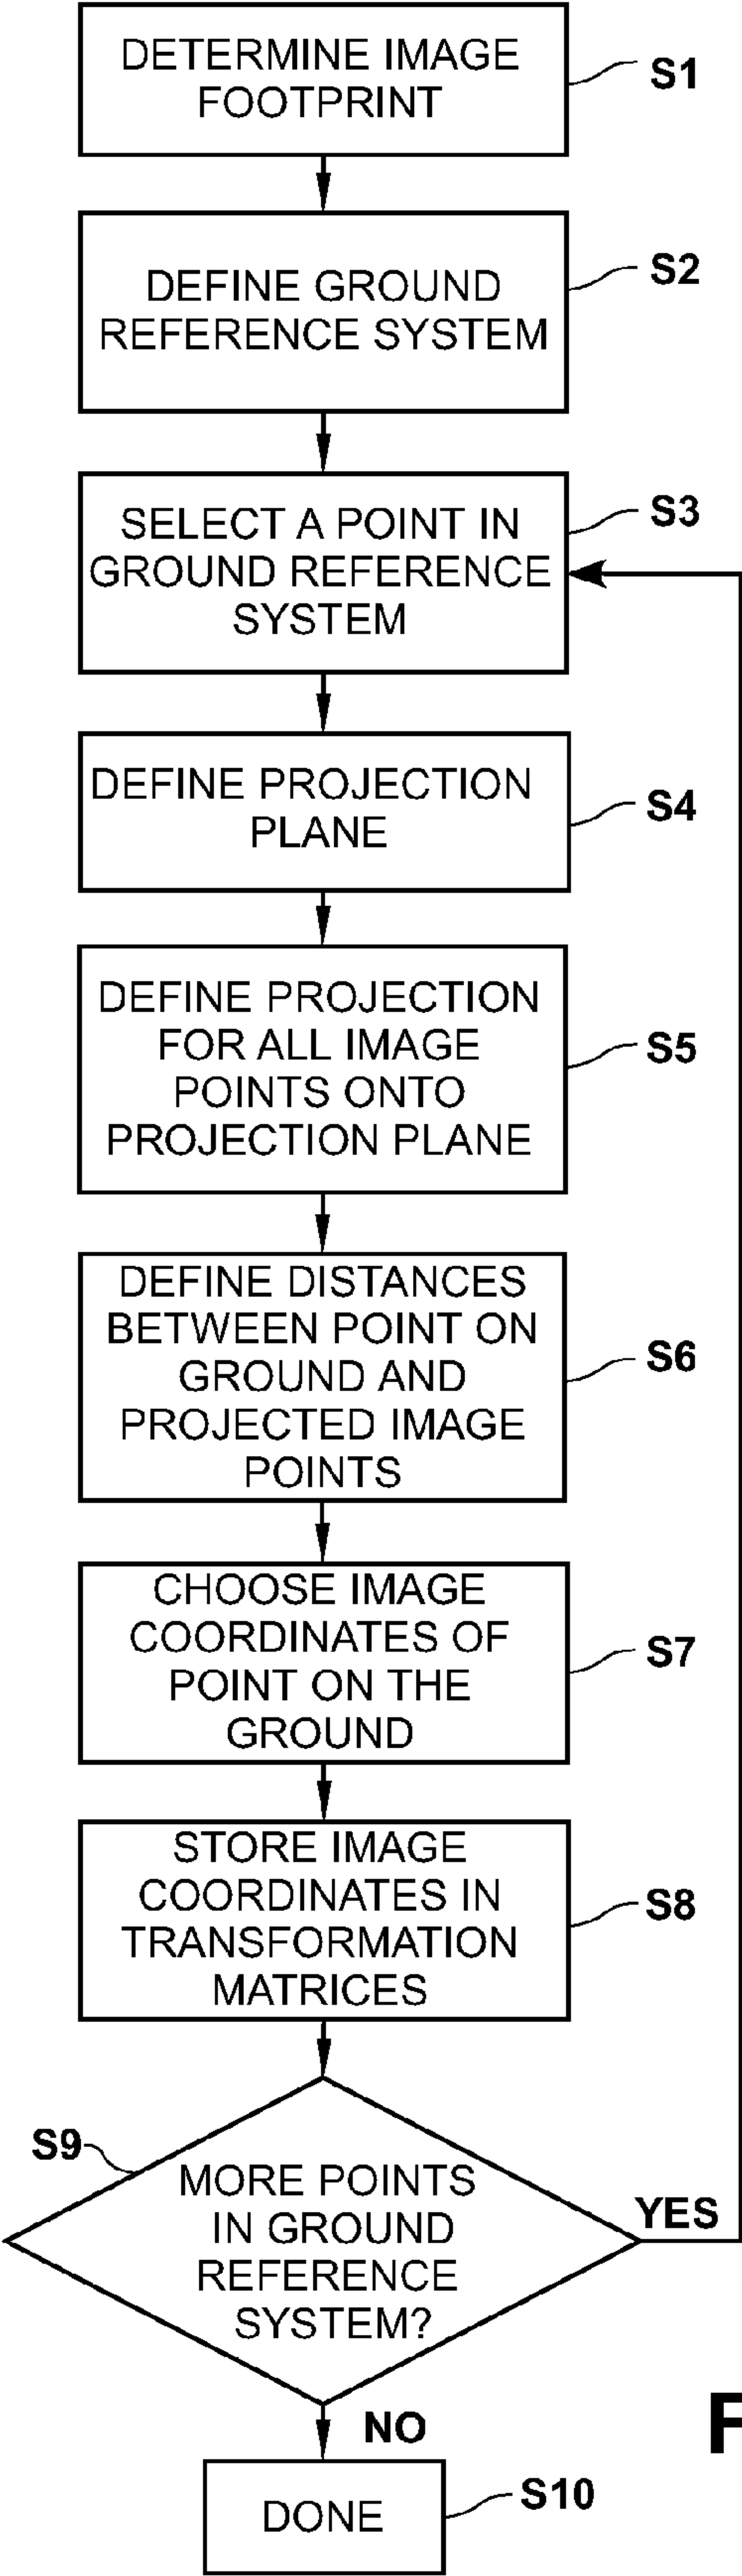 DETERMINE IMAGE
FOOTPRINT
S1
DEFINE GROUND
REFERENCE SYSTEM
S2
SELECT A POINT IN
GROUND REFERENCE
SYSTEM
S3
DEFINE PROJECTION
PLANE
S4
DEFINE PROJECTION
FOR ALL IMAGE
POINTS ONTO
PROJECTION PLANE
S5
DEFINE DISTANCES
BETWEEN POINT ON
GROUND AND
PROJECTED IMAGE
POINTS
S6
CHOOSE IMAGE
COORDINATES OF
POINT ON THE
GROUND
S7
STORE IMAGE
COORDINATES IN
TRANSFORMATION
MATRICES
S8
S9
MORE POINTS
IN GROUND
REFERENCE
SYSTEM?
YES
NO
F
DONE
S10